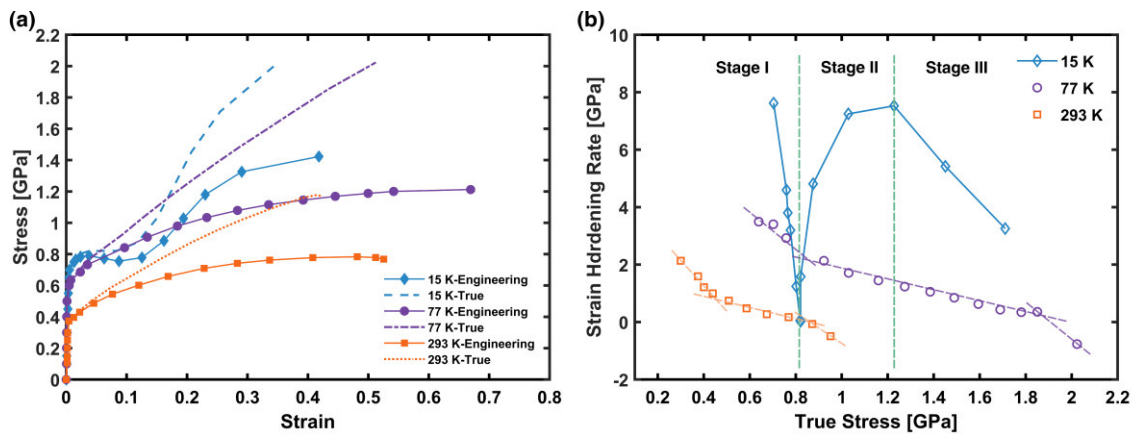 (a)
2.2
2
1.8
1.6
1.4
1.2
1
0.8
0.6
0.4
0.2
0
Stress [GPa]
0 0.1 0.2 0.3 0.4 0.5 0.6 0.7 0.8
Strain
15 K-Engineering
15 K-True
77 K-Engineering
77 K-True
293 K-Engineering
293 K-True
(b)
10
8
6
4
2
0
-2
Strain Hdrdening Rate [GPa]
Stage I Stage II Stage III
15 K
77 K
293 K
0.2 0.4 0.6 0.8 1 1.2 1.4 1.6 1.8 2 2.2
True Stress [GPa]